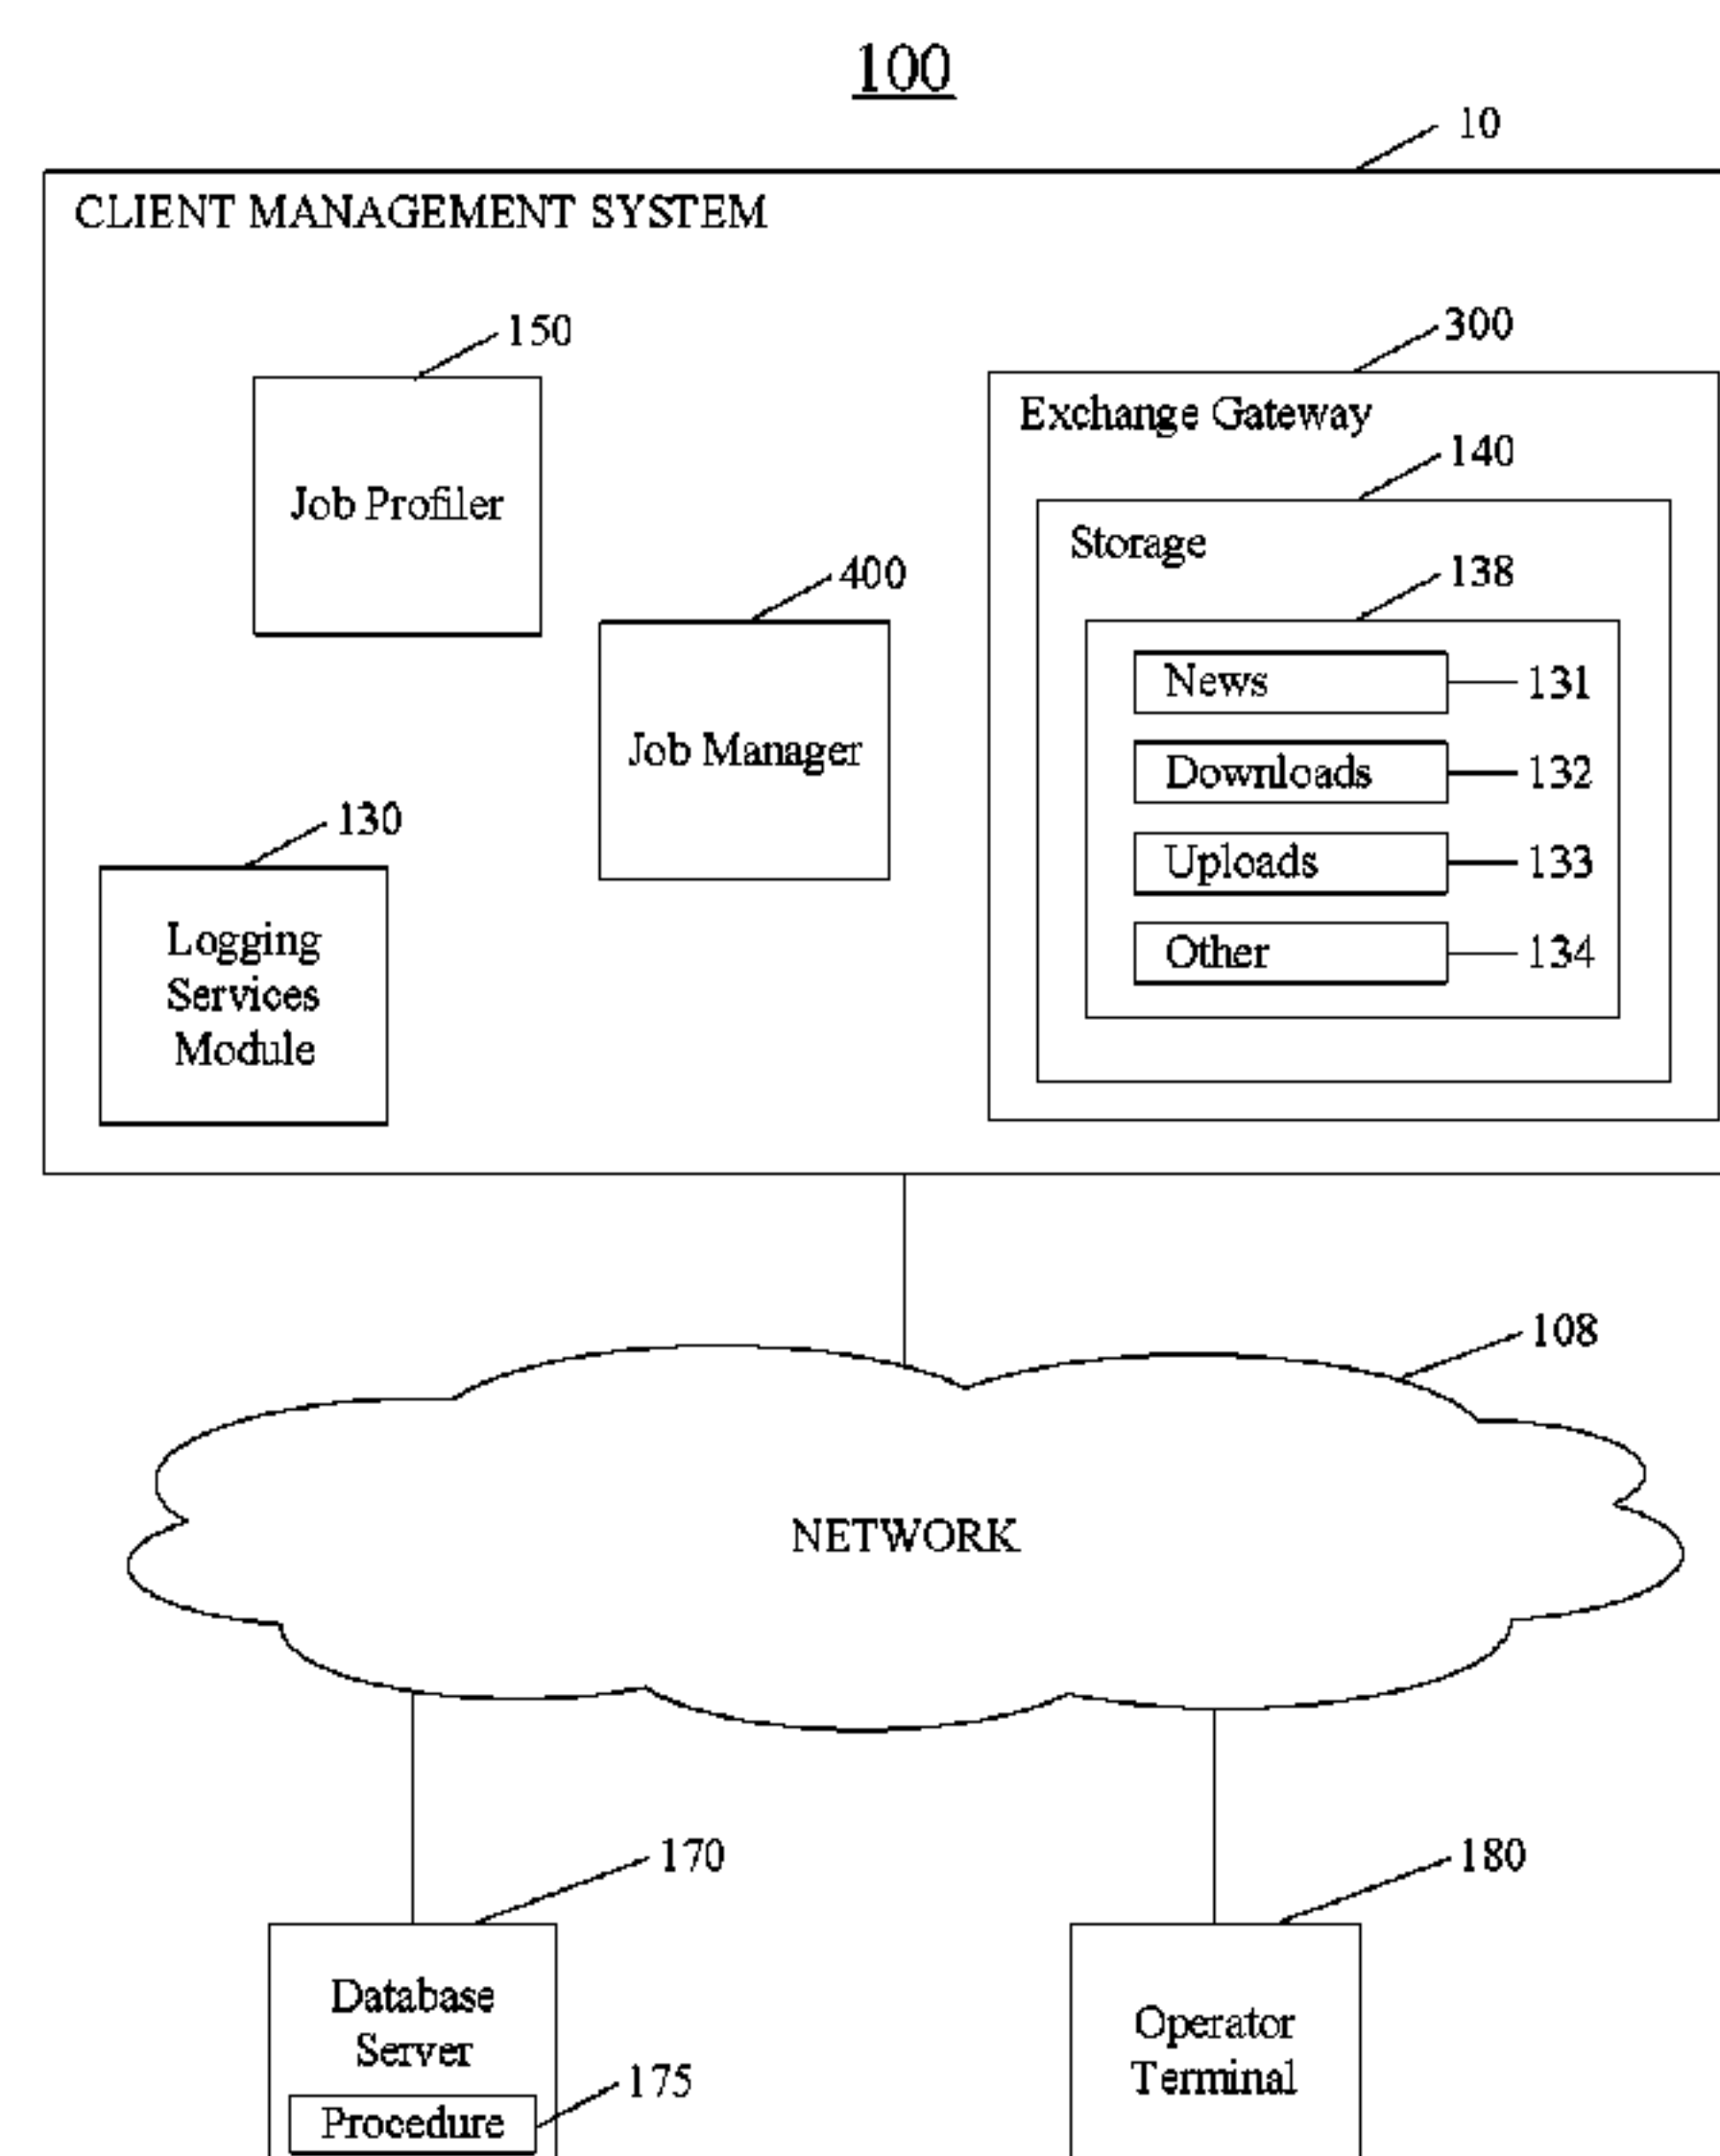 100
10
CLIENT MANAGEMENT SYSTEM
150
300
Job Profiler
Exchange Gateway
140
Storage
400
138
Job Manager
News
131
Downloads
132
130
Uploads
133
Logging
Services
Module
Other
134
108
NETWORK
170
180
Database
Server
Operator
Terminal
175
Procedure